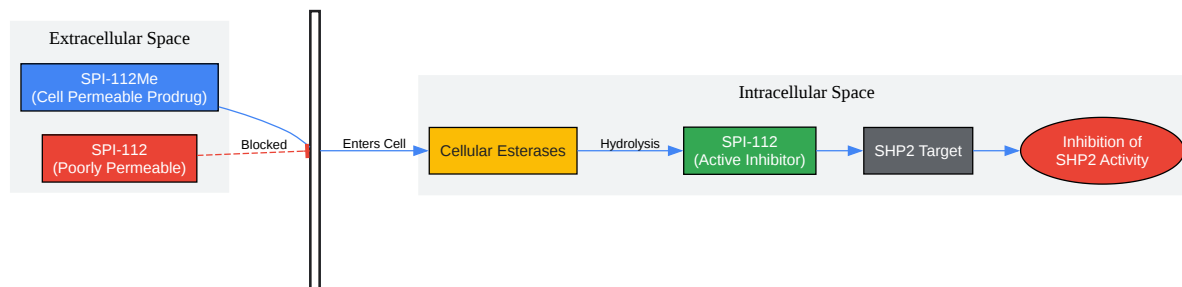 Extracellular Space
SPI-112Me
(Cell Permeable Prodrug)
SPI-112
(Poorly Permeable)
Blocked
Enters Cell
Intracellular Space
Cellular Esterases
Hydrolysis
SPI-112
(Active Inhibitor)
SHP2 Target
Inhibition of
SHP2 Activity